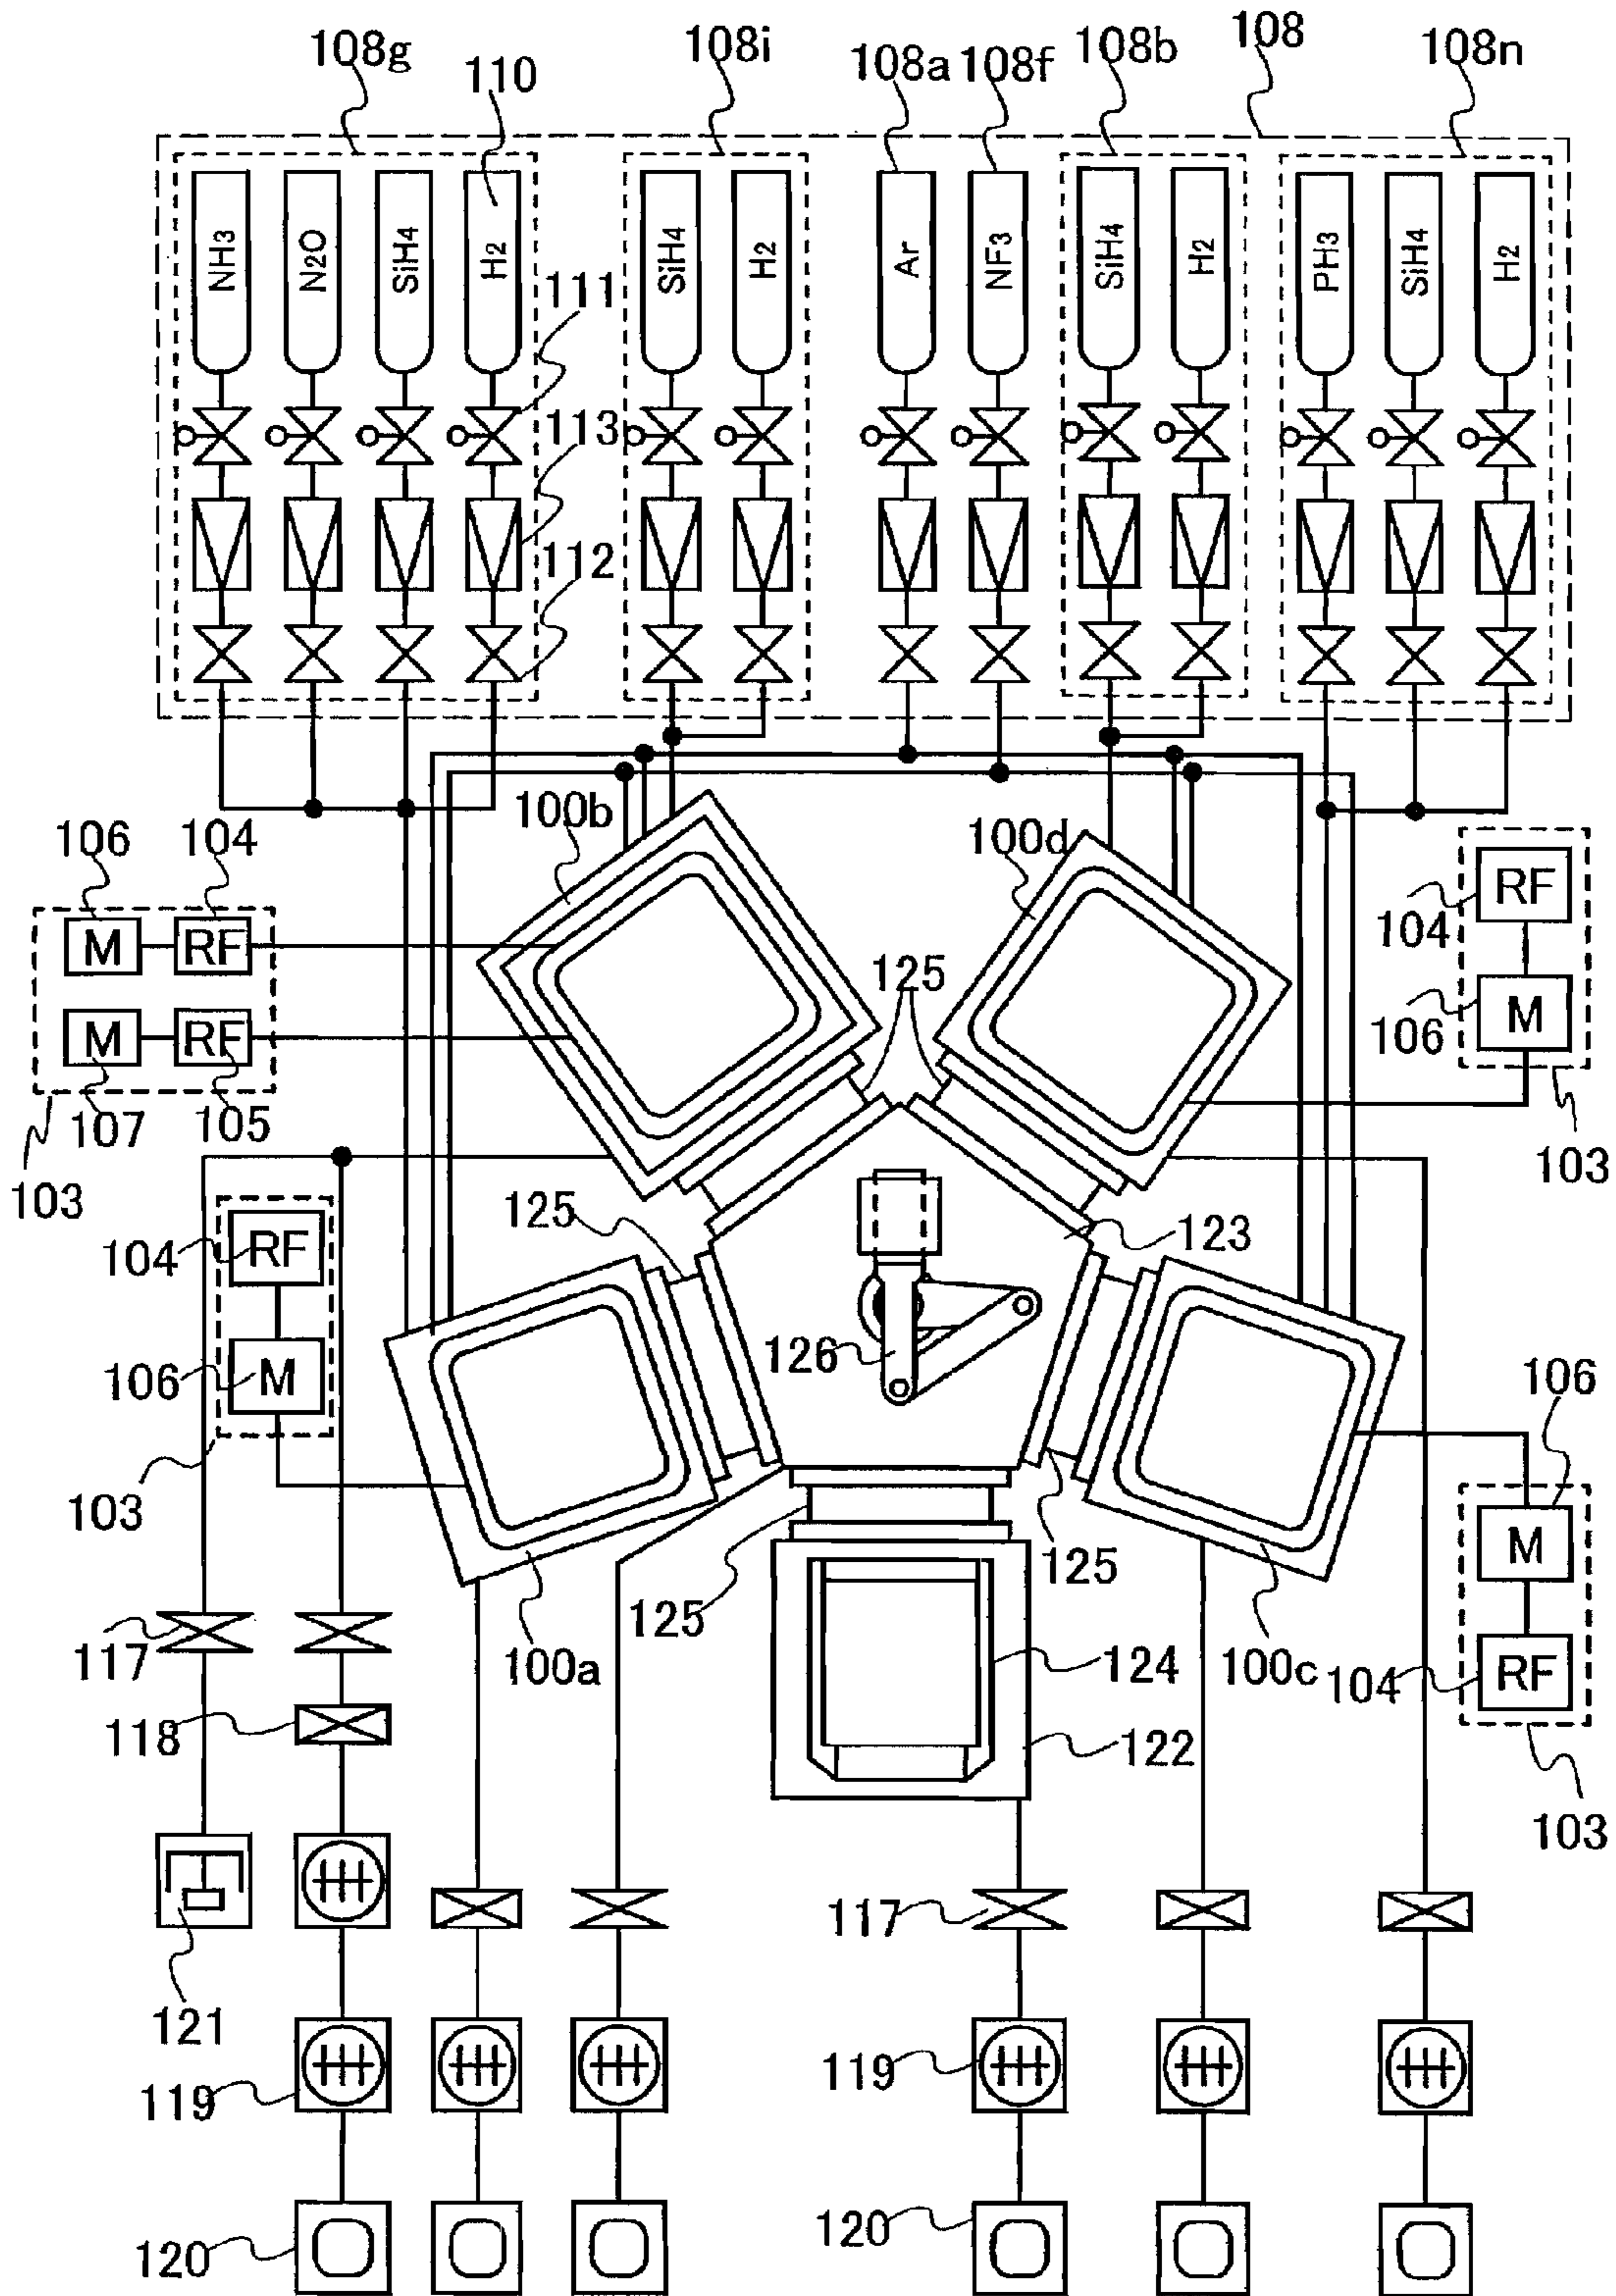 108g 108i 108a 108f 108b 108 108n
110
NH3 N2O SiH4 H2 SiH4 H2 Ar NF3 SiH4 H2 PH3 SiH4 H2
111
113
112
100b 100d
106 104
M RF
M RF
107 105
103
RF
104
106
M
103
125
125
104 RF
106 M
103
123
126
106
M
RF
104
103
125
125
100a
100c
124
122
117
118
121
117
119
119
120
120